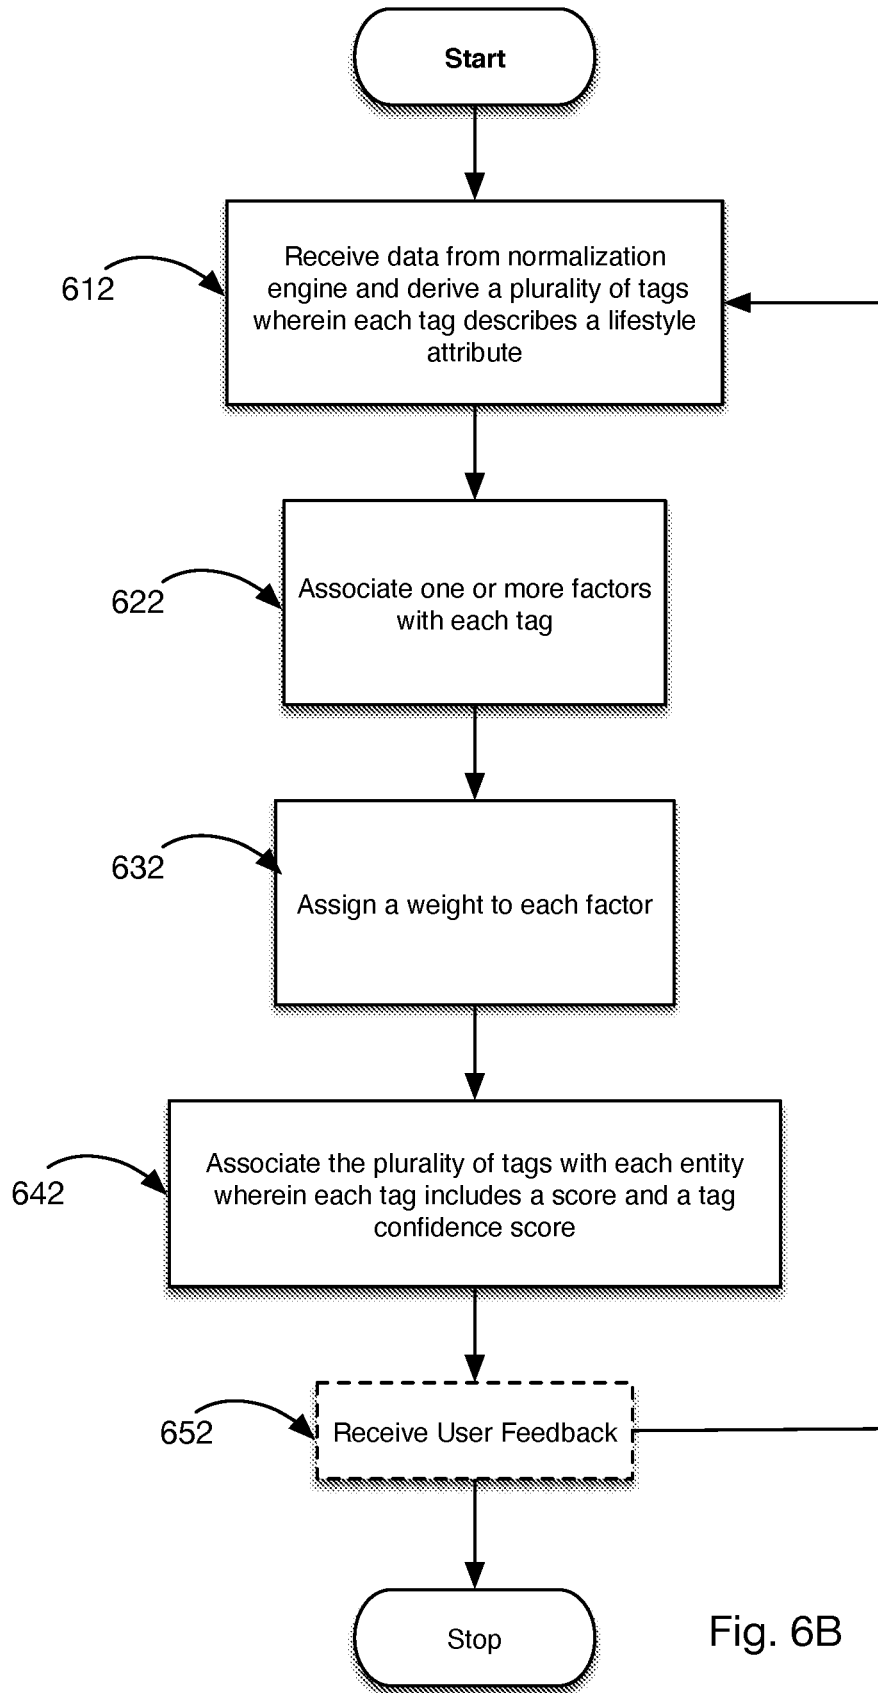 Start
612
Receive data from normalization
engine and derive a plurality of tags
wherein each tag describes a lifestyle
attribute
622
Associate one or more factors
with each tag
632
Assign a weight to each factor
642
Associate the plurality of tags with each entity
wherein each tag includes a score and a tag
confidence score
652
Receive User Feedback
Stop
Fig. 6B